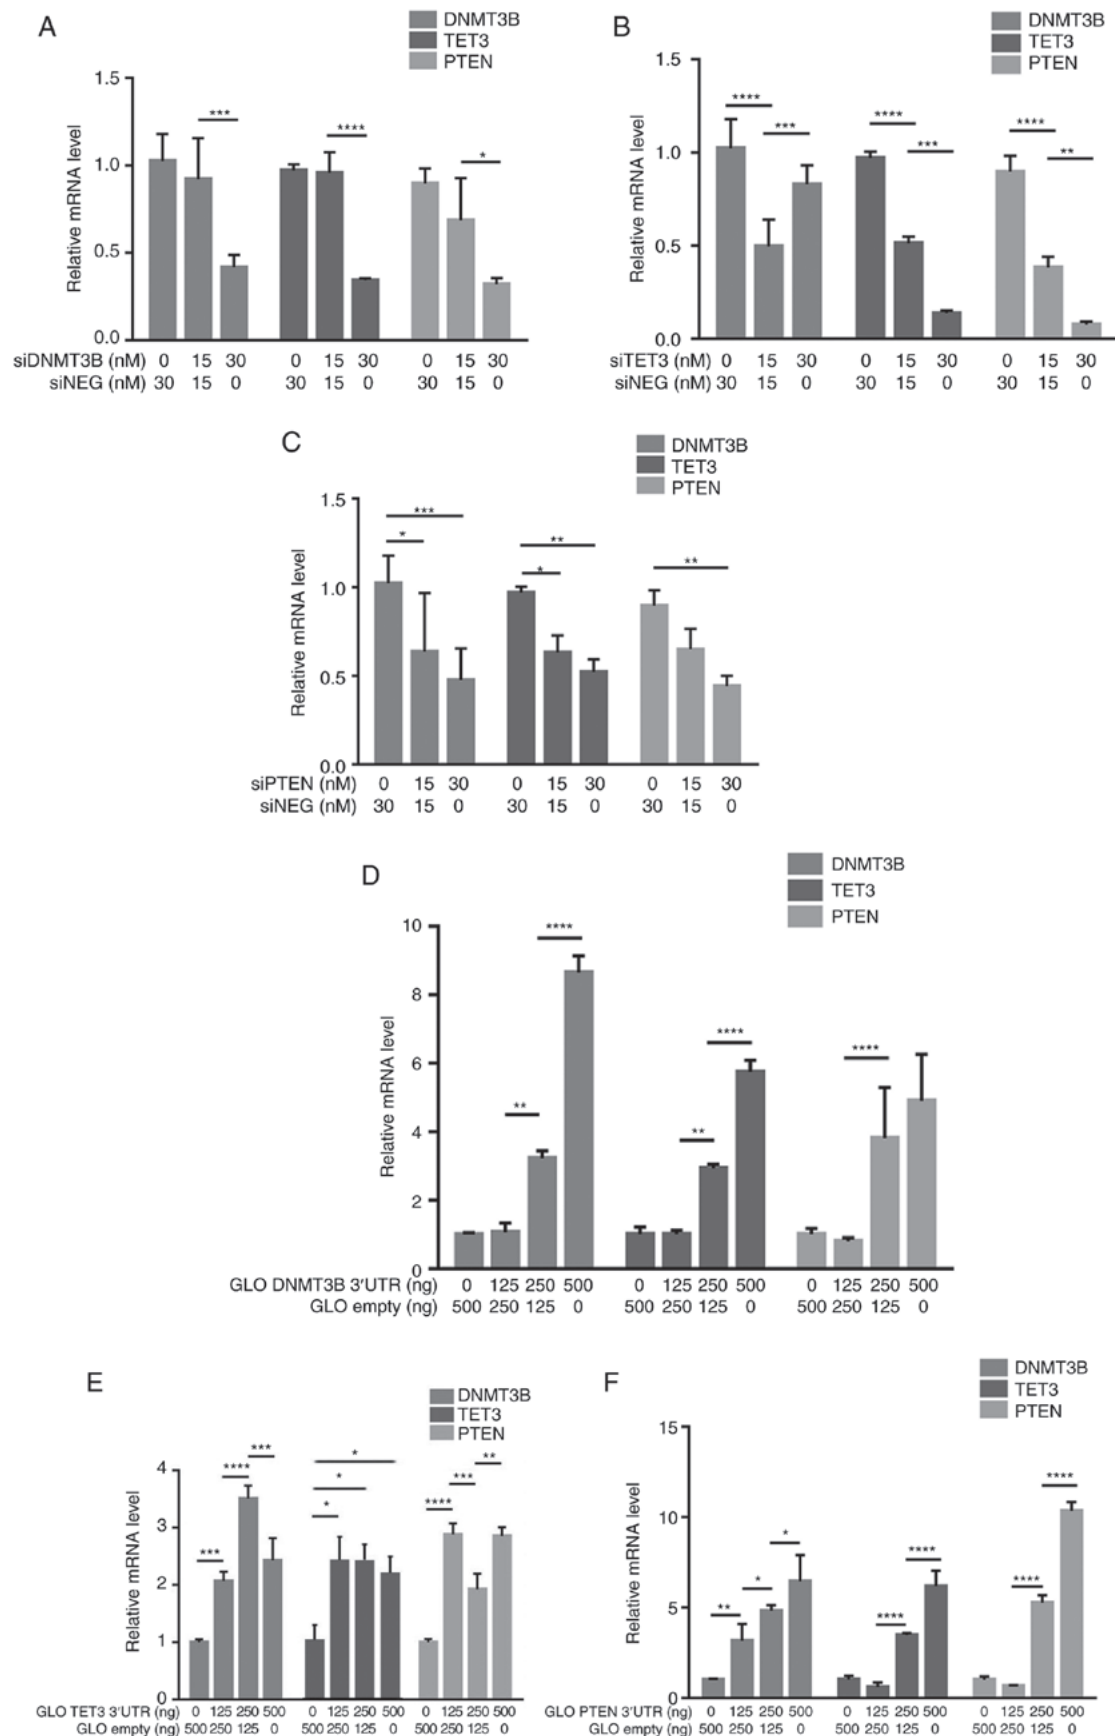 A
DNMT3B
TET3
PTEN
1.5
1.0
0.5
0.0
Relative mRNA level
***
****
*
siDNMT3B (nM) 0 15 30 0 15 30 0 15 30
siNEG (nM) 30 15 0 30 15 0 30 15 0
B
DNMT3B
TET3
PTEN
1.5
1.0
0.5
0.0
Relative mRNA level
**** *** **** *** **** **
siTET3 (nM) 0 15 30 0 15 30 0 15 30
siNEG (nM) 30 15 0 30 15 0 30 15 0
C
DNMT3B
TET3
PTEN
1.5
1.0
0.5
0.0
Relative mRNA level
*** ** **
* *
siPTEN (nM) 0 15 30 0 15 30 0 15 30
siNEG (nM) 30 15 0 30 15 0 30 15 0
D
DNMT3B
TET3
PTEN
10
8
6
4
2
0
Relative mRNA level
** **** ** **** ****
GLO DNMT3B 3'UTR (ng) 0 125 250 500 0 125 250 500 0 125 250 500
GLO empty (ng) 500 250 125 0 500 250 125 0 500 250 125 0
E
DNMT3B
TET3
PTEN
4
3
2
1
0
Relative mRNA level
*** **** *** * * * **** *** **
GLO TET3 3'UTR (ng) 0 125 250 500 0 125 250 500 0 125 250 500
GLO empty (ng) 500 250 125 0 500 250 125 0 500 250 125 0
F
DNMT3B
TET3
PTEN
15
10
5
0
Relative mRNA level
** * * **** **** **** ****
GLO PTEN 3'UTR (ng) 0 125 250 500 0 125 250 500 0 125 250 500
GLO empty (ng) 500 250 125 0 500 250 125 0 500 250 125 0